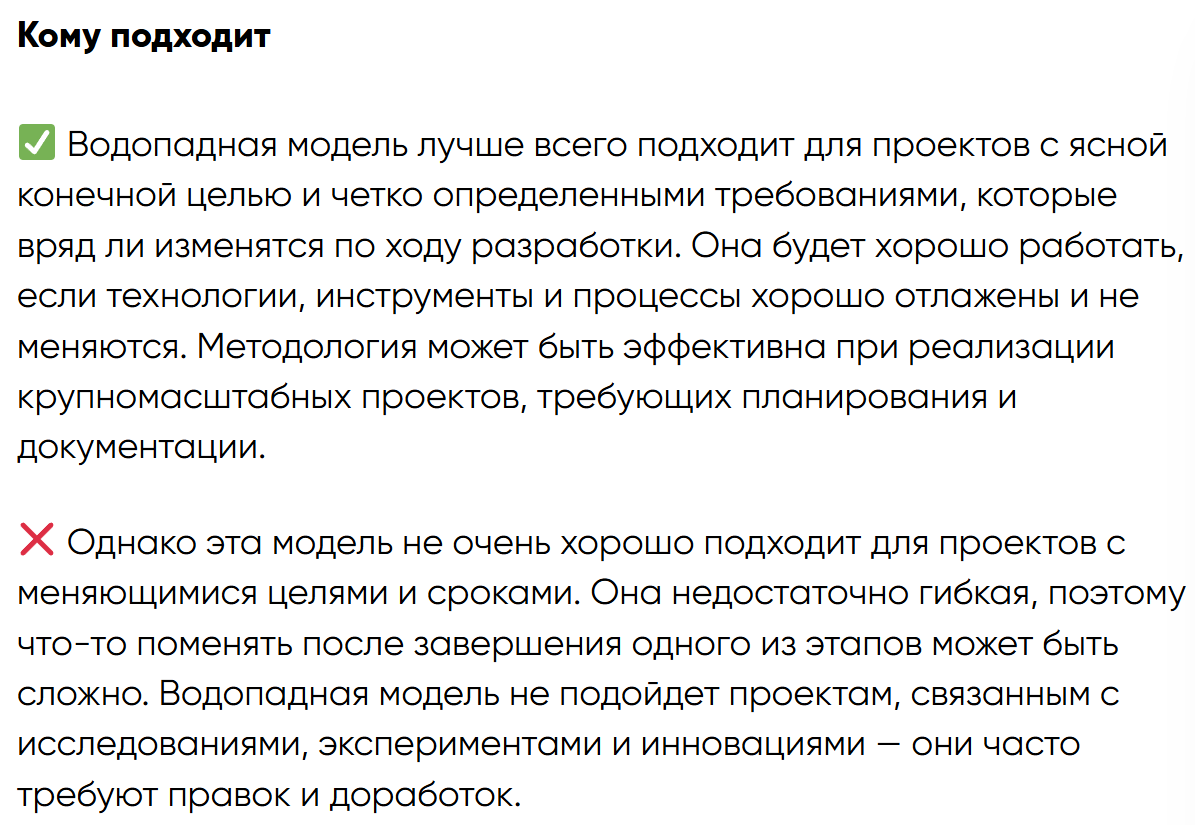 Кому подходит
✅ Водопадная модель лучше всего подходит для проектов с ясной
конечной целью и четко определенными требованиями, которые
вряд ли изменятся по ходу разработки. Она будет хорошо работать,
если технологии, инструменты и процессы хорошо отлажены и не
меняются. Методология может быть эффективна при реализации
крупномасштабных проектов, требующих планирования и
документации.
❌ Однако эта модель не очень хорошо подходит для проектов с
меняющимися целями и сроками. Она недостаточно гибкая, поэтому
что-то поменять после завершения одного из этапов может быть
сложно. Водопадная модель не подойдет проектам, связанным с
исследованиями, экспериментами и инновациями — они часто
требуют правок и доработок.